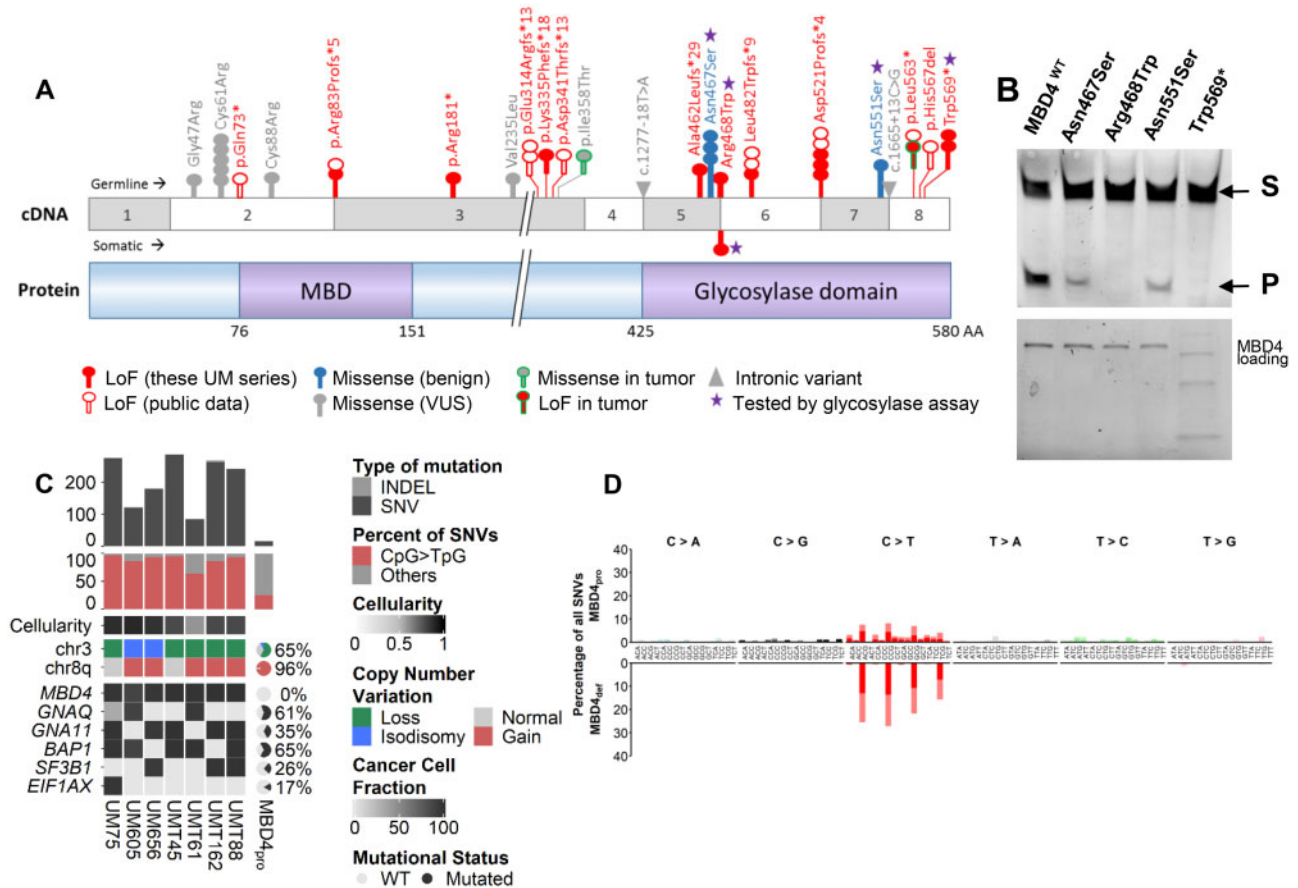 A
Gly47Arg
Cys61Arg
p.Gln73*
Cys88Arg
p.Arg83Profs*5
p.Arg181*
Val235Leu
p.Glu314Argfs*13
p.Lys335Phefs*18
p.Asp341Thrfs*13
p.Ile358Thr
c.1277-18T>A
Ala462Leufs*29
Asn467Ser
Arg468Trp
Leu482Trpfs*9
Asp521Profs*4
Asn551Ser
c.1665+13C>G
p.Leu563*
p.His567del
Trp569*
Germline →
cDNA
1 2 3 4 5 6 7 8
Somatic →
Protein
MBD Glycosylase domain
76 151 425 580 AA
LoF (these UM series) Missense (benign) Missense in tumor Intronic variant
LoF (public data) Missense (VUS) LoF in tumor Tested by glycosylase assay
B
MBD4 WT
Asn467Ser
Arg468Trp
Asn551Ser
Trp569*
S
P
MBD4
loading
C
200
100
0
100
50
0
Cellularity
chr3 65%
chr8q 96%
MBD4 0%
GNAQ 61%
GNA11 35%
BAP1 65%
SF3B1 26%
EIF1AX 17%
UM75
UM605
UM656
UMT45
UMT61
UMT162
UMT88
MBD4pro
Type of mutation
INDEL
SNV
Percent of SNVs
CpG>TpG
Others
Cellularity
0 0.5 1
Copy Number
Variation
Loss Normal
Isodisomy Gain
Cancer Cell
Fraction
0 50 100
Mutational Status
WT Mutated
D
C > A C > G C > T T > A T > C T > G
Percentage of all SNVs
MBD4def MBD4pro
40
30
20
10
0
0
10
20
30
40